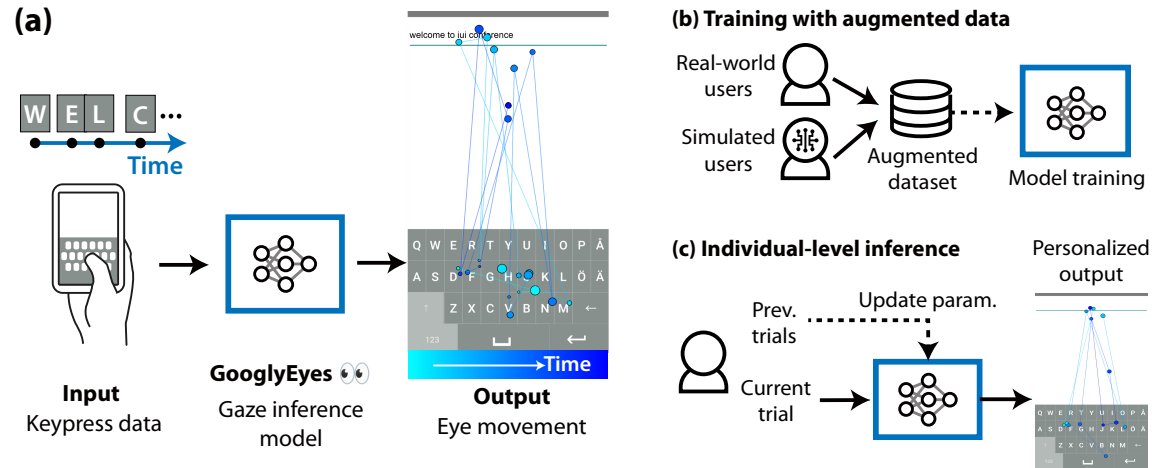 (a)
W E L C ...
Time
Input
Keypress data
GooglyEyes 👀
Gaze inference
model
welcome to iui conference
Q W E R T Y U I O P Å
A S D F G H J K L Ö Ä
↑ Z X C V B N M ←
123
Time
Output
Eye movement
(b) Training with augmented data
Real-world
users
Simulated
users
Augmented
dataset
Model training
(c) Individual-level inference
Prev.
trials
Update param.
Current
trial
Personalized
output
Q W E R T Y U I O P Å
A S D F G H J K L Ö Ä
Z X C V B N M ←